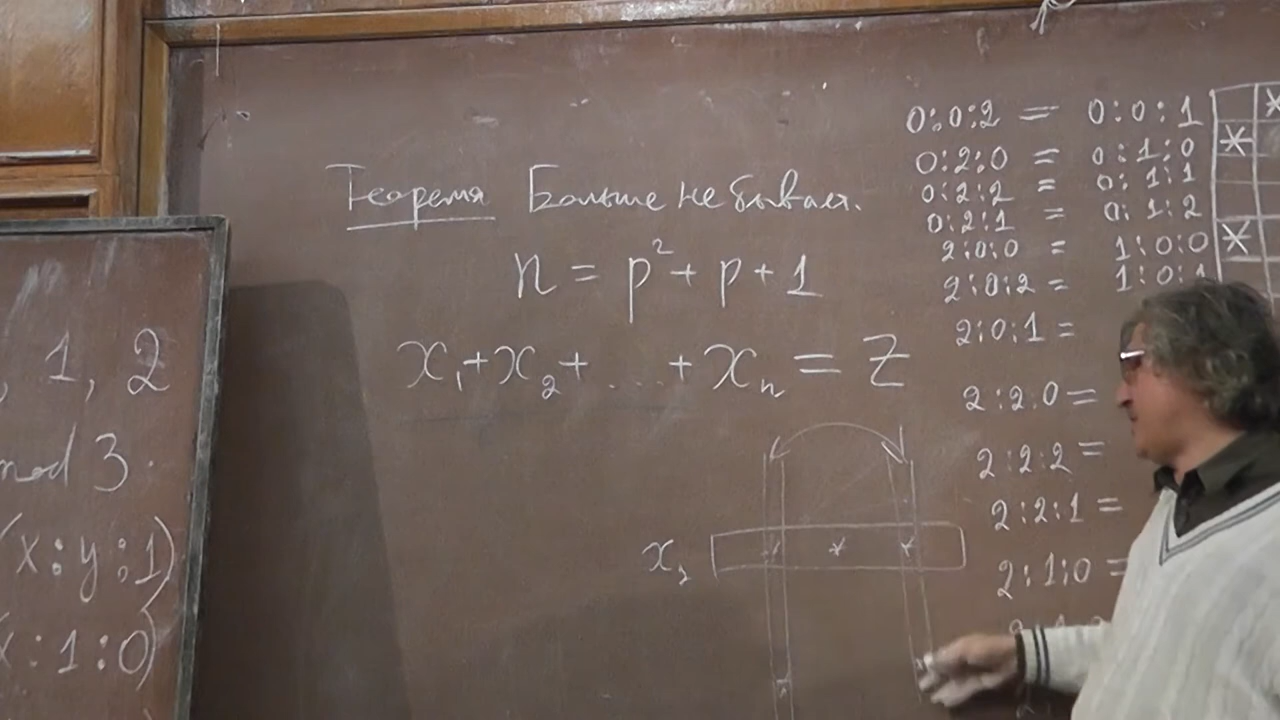 Теорема Больше не бывает.
n = p² + p + 1
x₁ + x₂ + .... + xₙ = Z
x₁
* * *
0:0:2 = 0:0:1
0:2:0 = 0:1:0
0:2:2 = 0:1:1
0:2:1 = 0:1:2
2:0:0 = 1:0:0
2:0:2 = 1:0:1
2:0:1 =
2:2:0 =
2:2:2 =
2:2:1 =
2:1:0 =
*
*
*
1, 2
mod 3.
(x:y:1)
x:1:0)